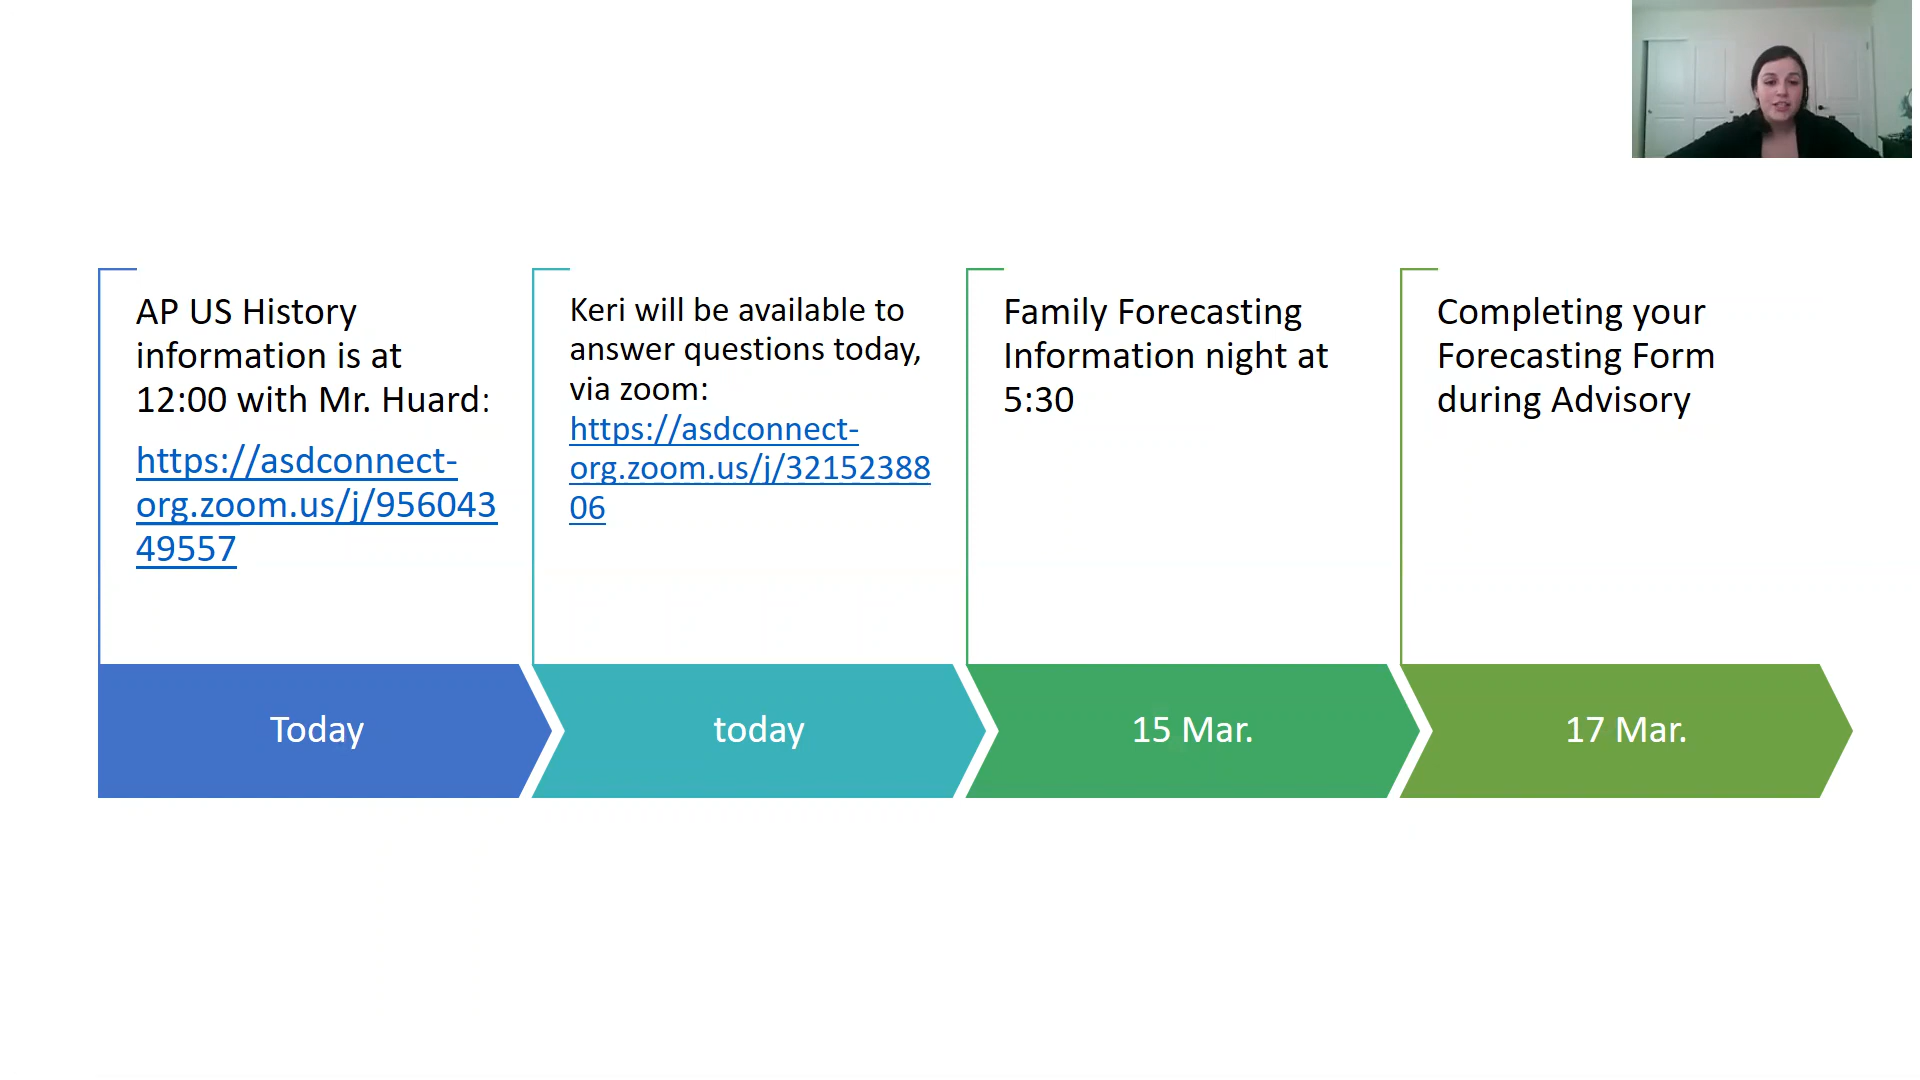 AP US History
information is at
12:00 with Mr. Huard:
https://asdconnect-
org.zoom.us/j/956043
49557
Today
Keri will be available to
answer questions today,
via zoom:
https://asdconnect-
org.zoom.us/j/32152388
06
today
Family Forecasting
Information night at
5:30
15 Mar.
Completing your
Forecasting Form
during Advisory
17 Mar.